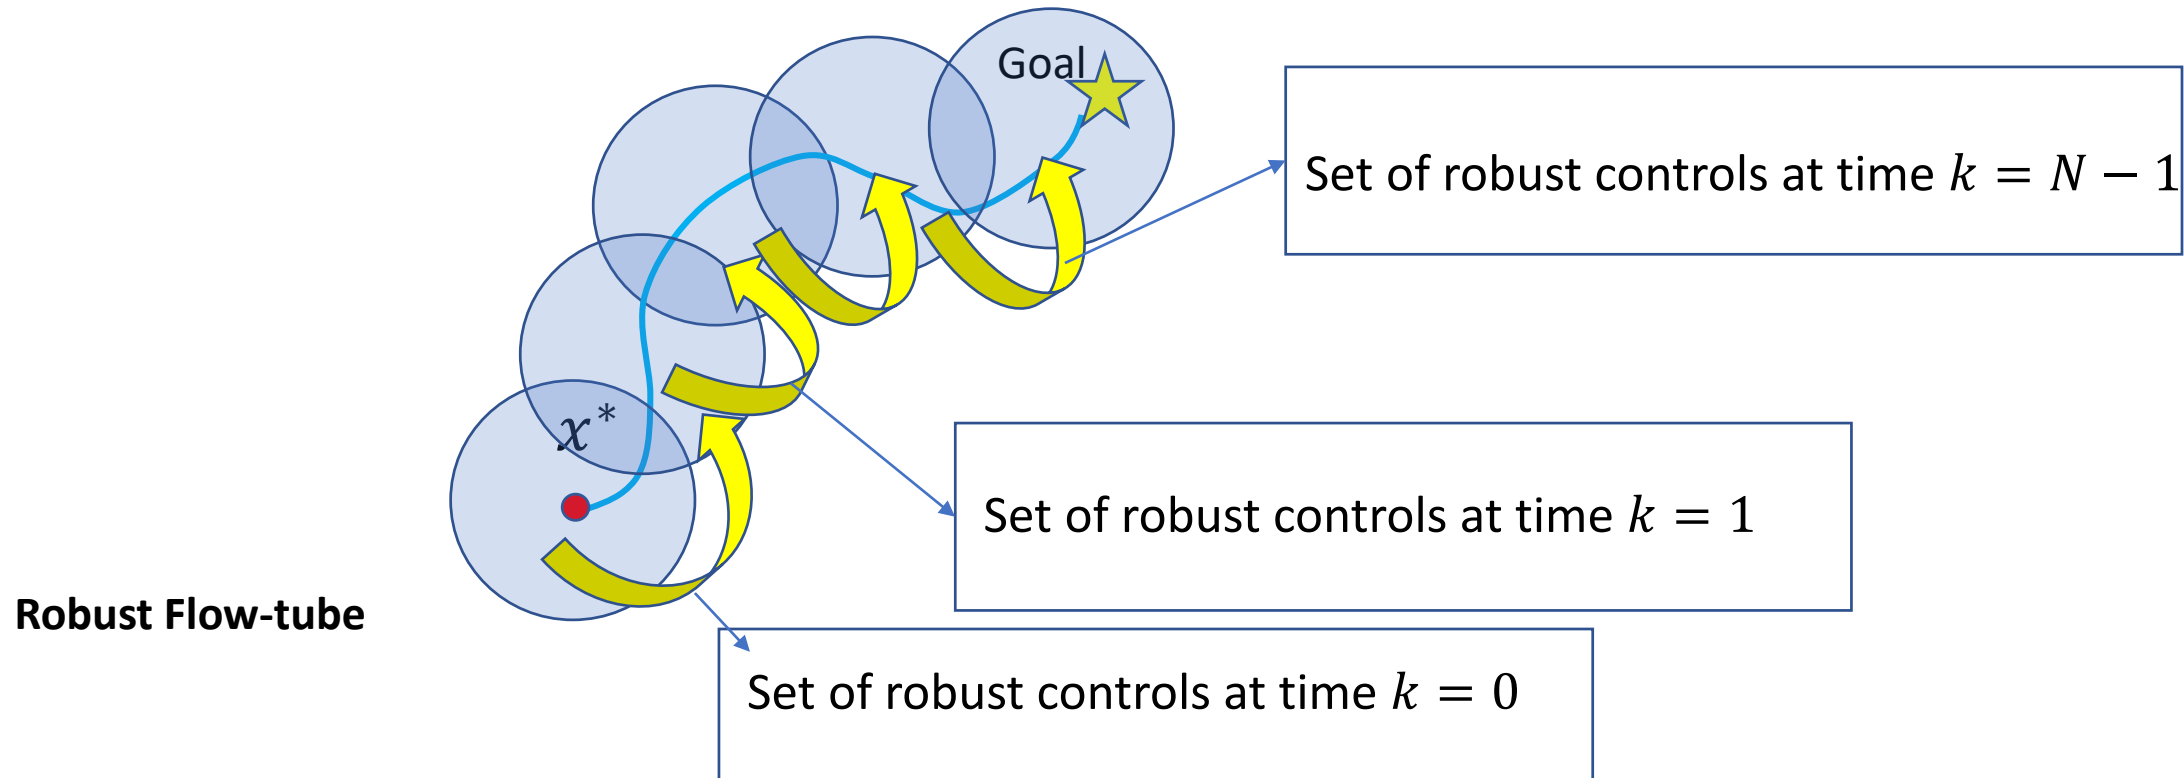 Goal
Set of robust controls at time k = N − 1
x*
Set of robust controls at time k = 1
Robust Flow-tube
Set of robust controls at time k = 0